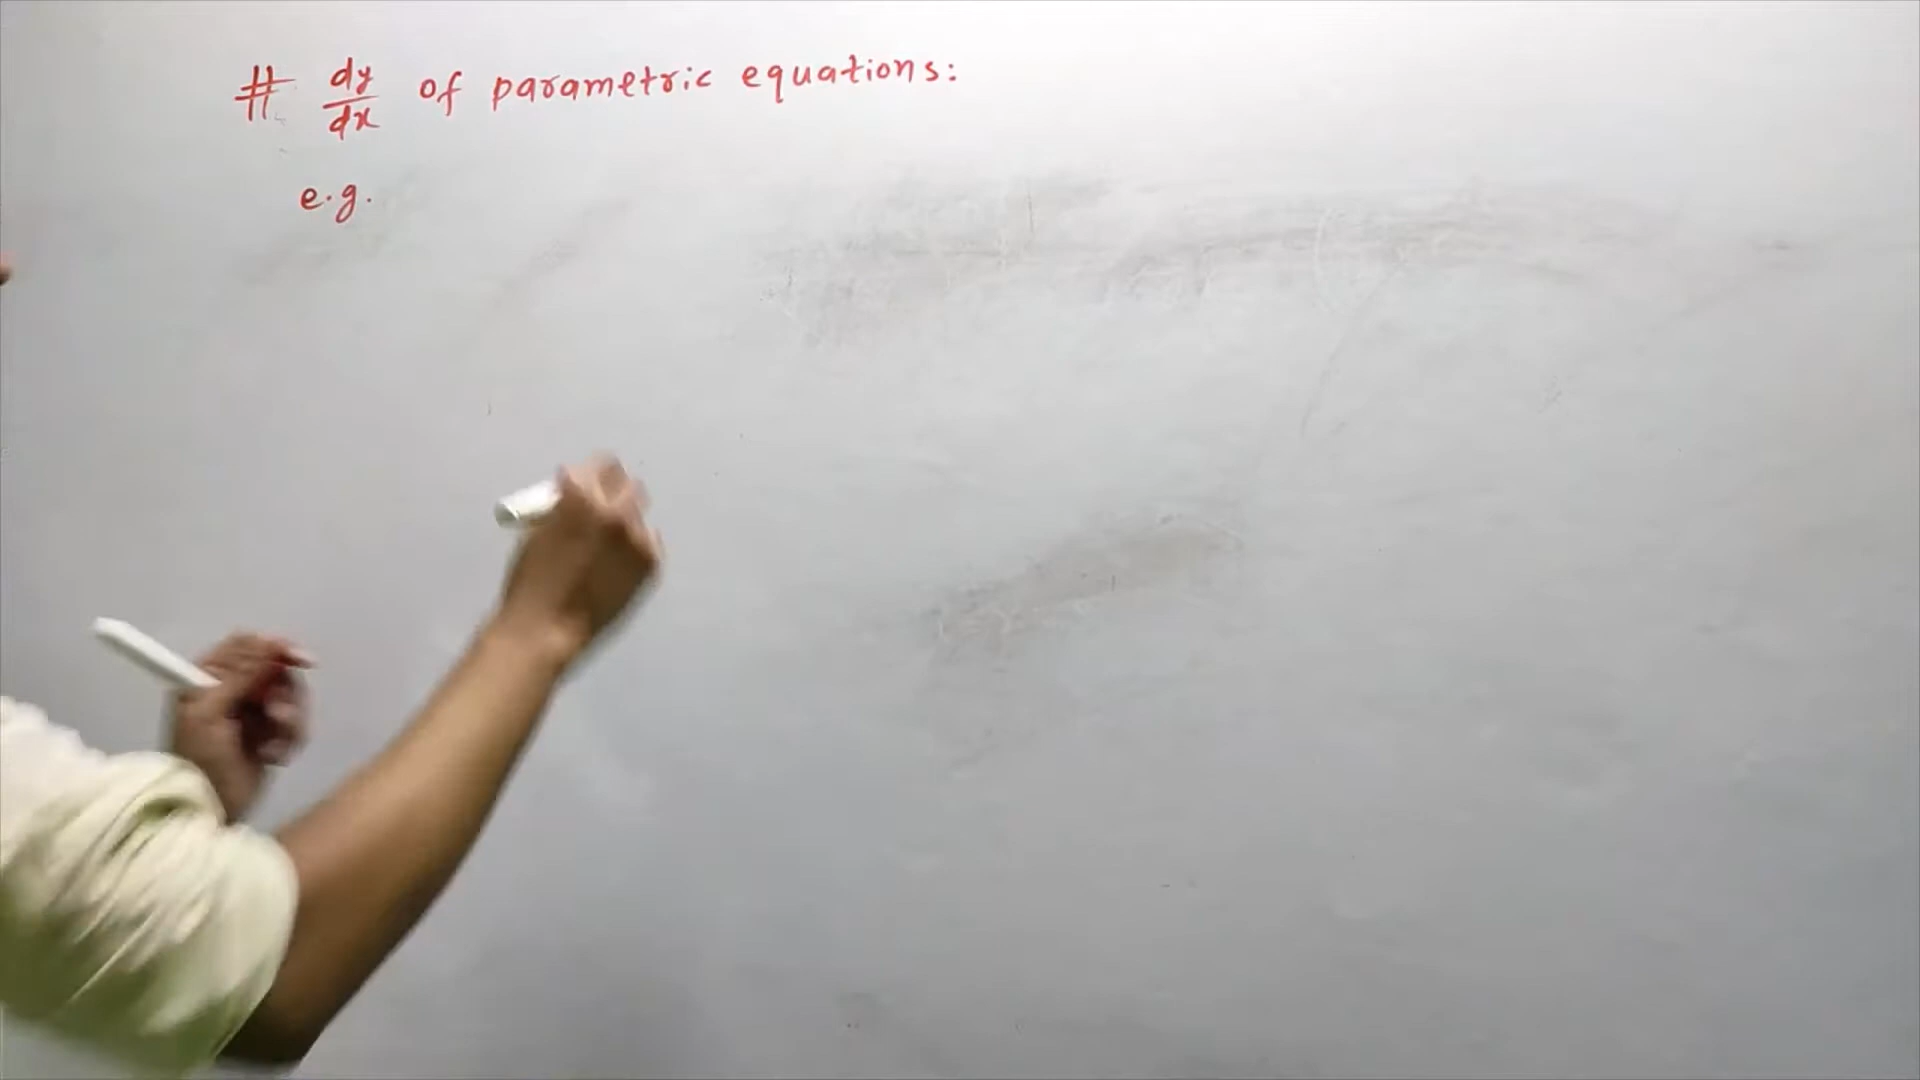 # dy/dx of parametric equations:
e.g.